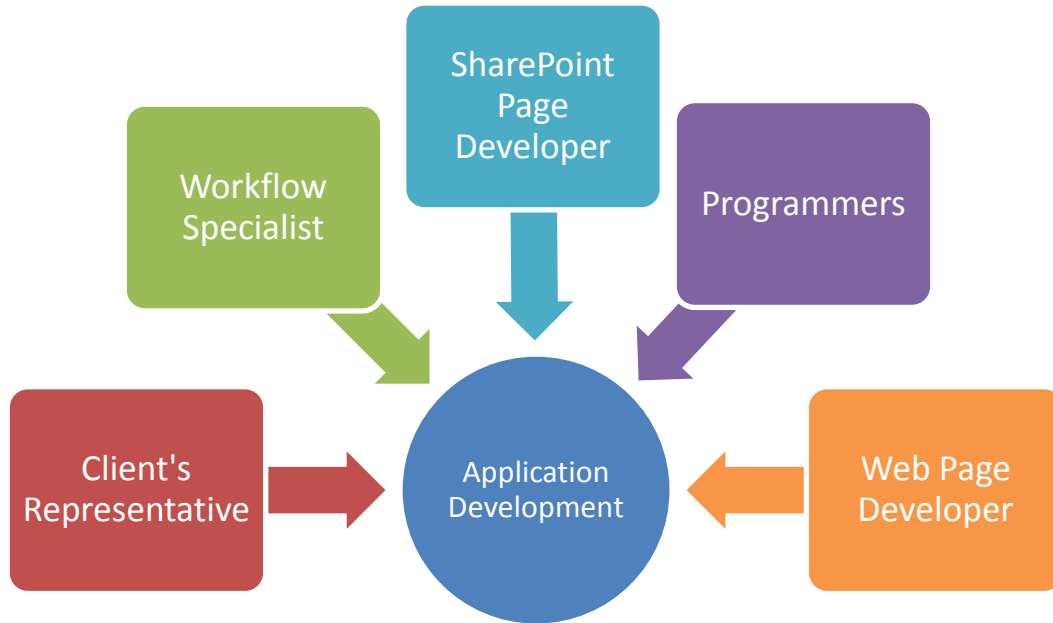 SharePoint
Page
Developer
Workflow
Specialist
Programmers
Client's
Representative
Application
Development
Web Page
Developer